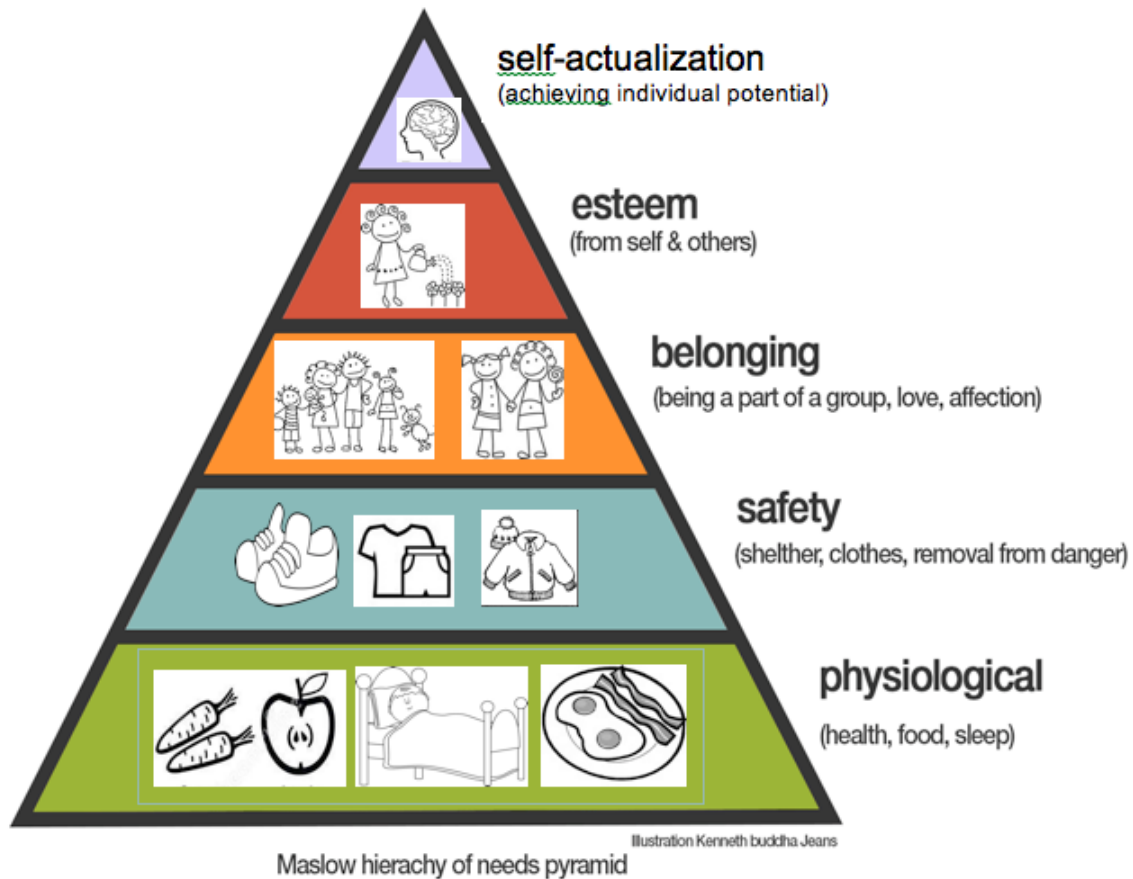 self-actualization
(achieving individual potential)
esteem
(from self & others)
belonging
(being a part of a group, love, affection)
safety
(shelther, clothes, removal from danger)
physiological
(health, food, sleep)
Illustration Kenneth buddha Jeans
Maslow hierachy of needs pyramid